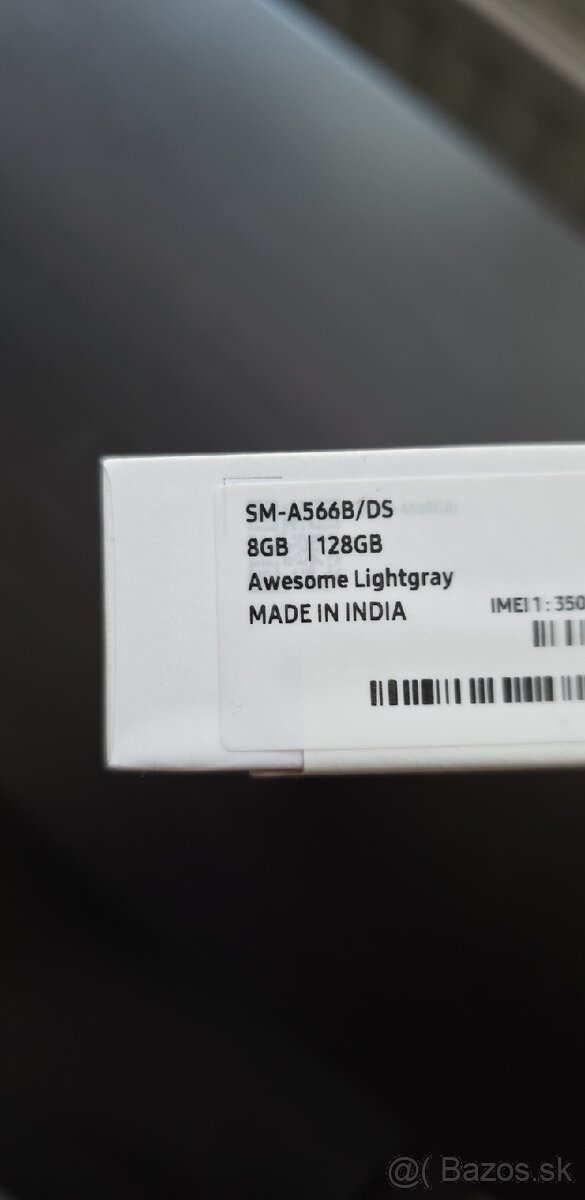 SM-A566B/DS
8GB | 128GB
Awesome Lightgray
MADE IN INDIA
IMEI 1 : 350
@( Bazos.sk